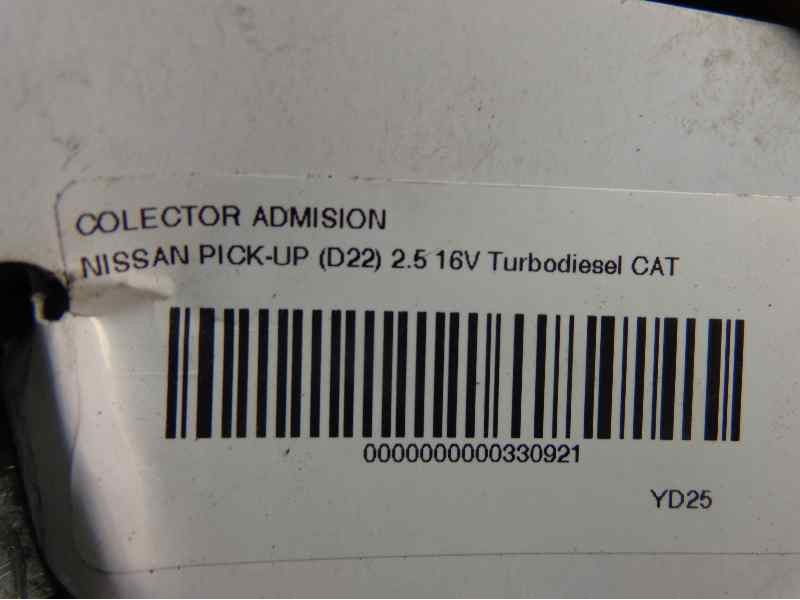 COLECTOR ADMISION
NISSAN PICK-UP (D22) 2.5 16V Turbodiesel CAT
0000000000330921
YD25